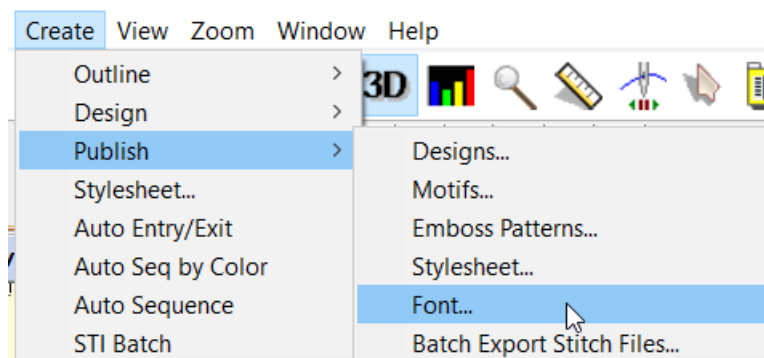 Create View Zoom Window Help
Outline
Design
Publish
Stylesheet...
Auto Entry/Exit
Auto Seq by Color
Auto Sequence
STI Batch
3D
Designs...
Motifs...
Emboss Patterns...
Stylesheet...
Font...
Batch Export Stitch Files...